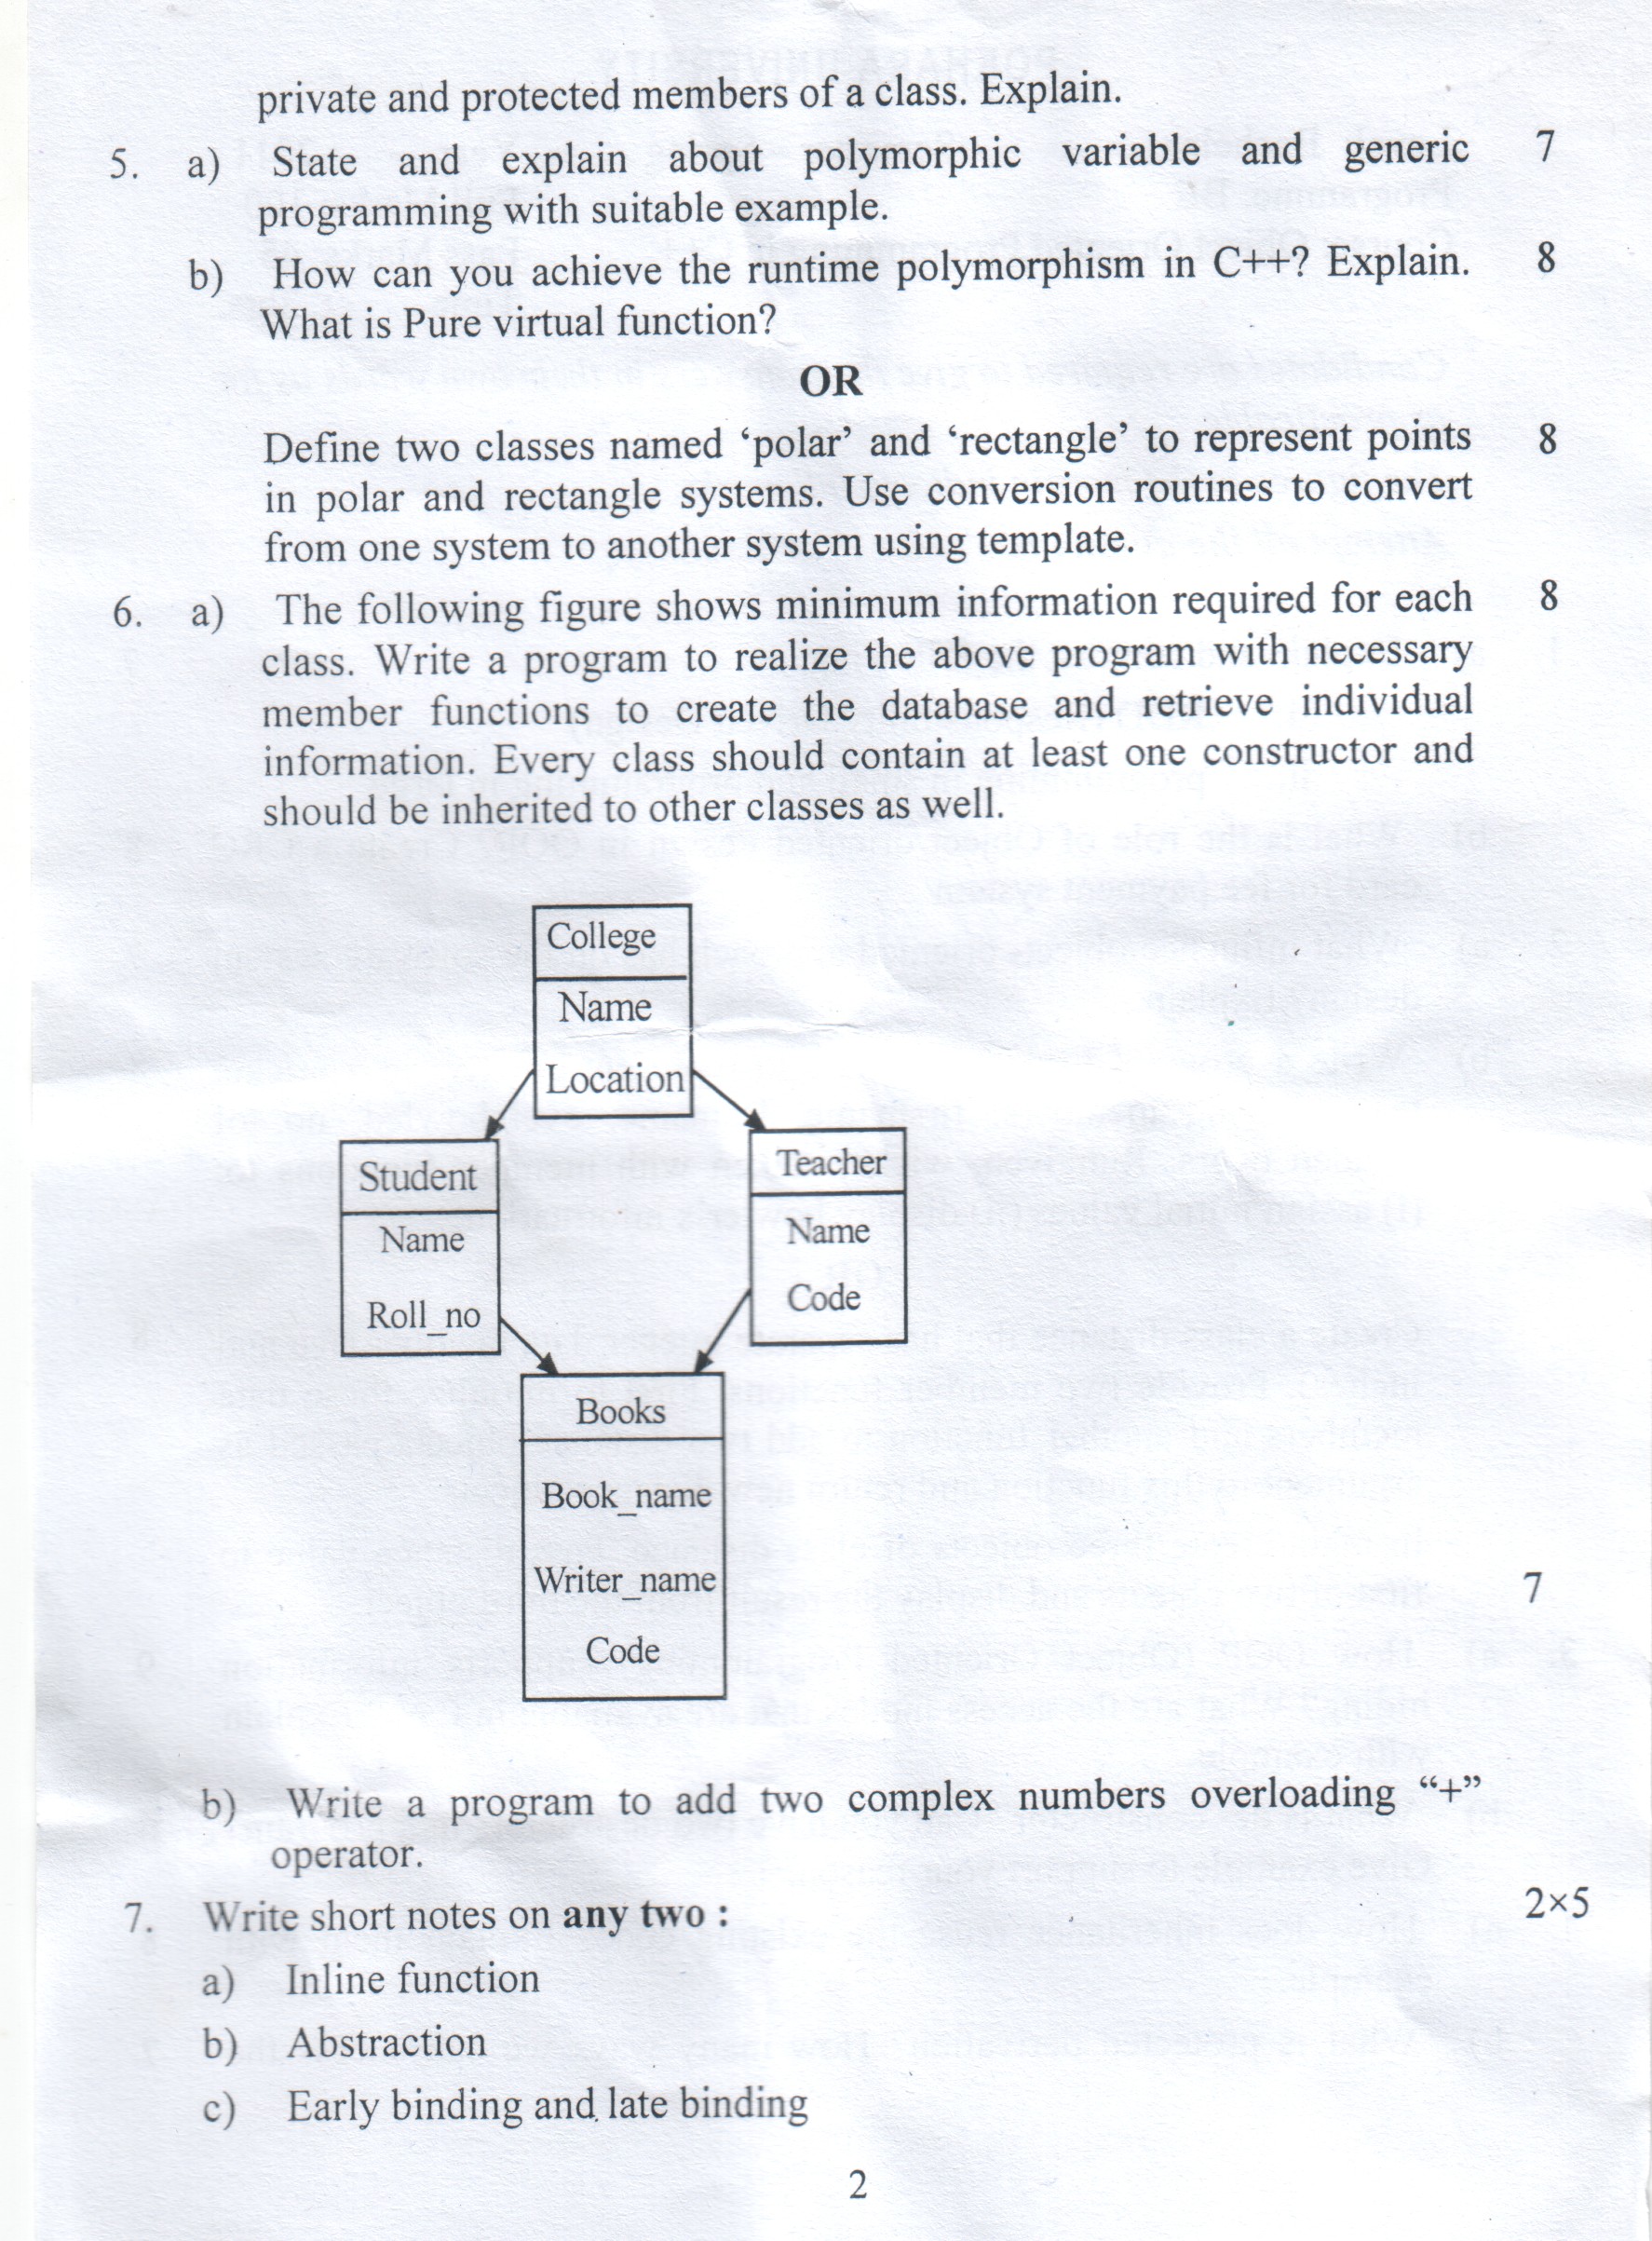 private and protected members of a class. Explain.
5. a) State and explain about polymorphic variable and generic 7
programming with suitable example.
b) How can you achieve the runtime polymorphism in C++? Explain. 8
What is Pure virtual function?
OR
Define two classes named ‘polar’ and ‘rectangle’ to represent points 8
in polar and rectangle systems. Use conversion routines to convert
from one system to another system using template.
6. a) The following figure shows minimum information required for each 8
class. Write a program to realize the above program with necessary
member functions to create the database and retrieve individual
information. Every class should contain at least one constructor and
should be inherited to other classes as well.
College
Name
Location
Student
Name
Roll_no
Teacher
Name
Code
Books
Book_name
Writer_name
Code
7
b) Write a program to add two complex numbers overloading “+”
operator.
7. Write short notes on any two : 2×5
a) Inline function
b) Abstraction
c) Early binding and late binding
2